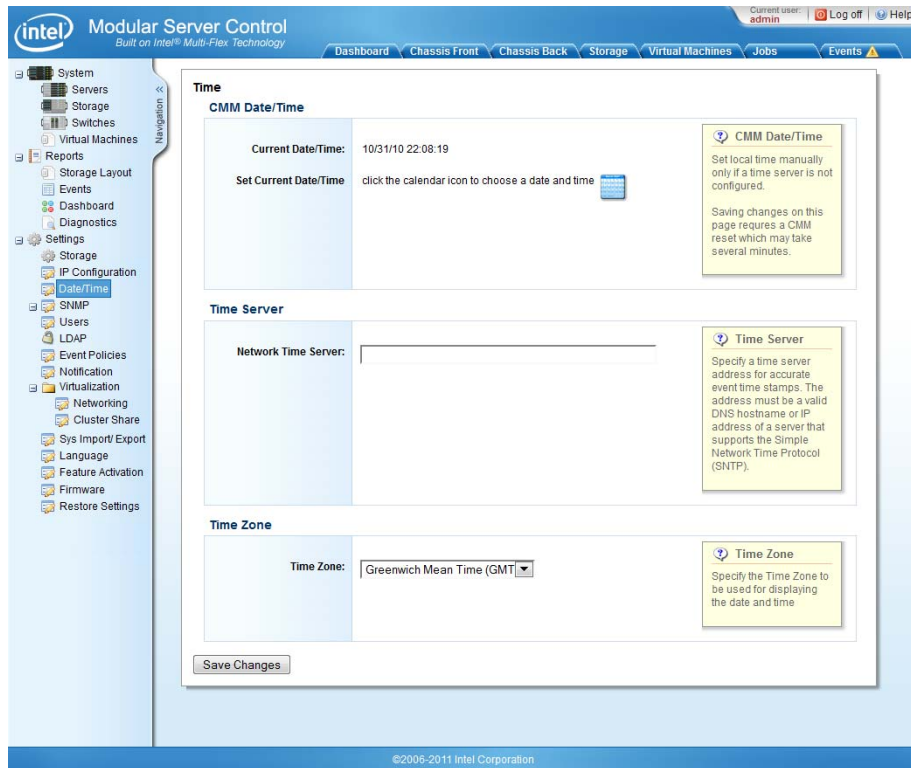 Current user:
admin
Log off
Help
intel
Modular Server Control
Built on Intel® Multi-Flex Technology
Dashboard
Chassis Front
Chassis Back
Storage
Virtual Machines
Jobs
Events
System
Servers
Storage
Switches
Virtual Machines
Reports
Storage Layout
Events
Dashboard
Diagnostics
Settings
Storage
IP Configuration
Date/Time
SNMP
Users
LDAP
Event Policies
Notification
Virtualization
Networking
Cluster Share
Sys Import/ Export
Language
Feature Activation
Firmware
Restore Settings
«
Navigation
Time
CMM Date/Time
Current Date/Time:
10/31/10 22:08:19
Set Current Date/Time
click the calendar icon to choose a date and time
CMM Date/Time
Set local time manually
only if a time server is not
configured.
Saving changes on this
page requres a CMM
reset which may take
several minutes.
Time Server
Network Time Server:
Time Server
Specify a time server
address for accurate
event time stamps. The
address must be a valid
DNS hostname or IP
address of a server that
supports the Simple
Network Time Protocol
(SNTP).
Time Zone
Time Zone:
Greenwich Mean Time (GMT
Time Zone
Specify the Time Zone to
be used for displaying
the date and time
Save Changes
©2006-2011 Intel Corporation